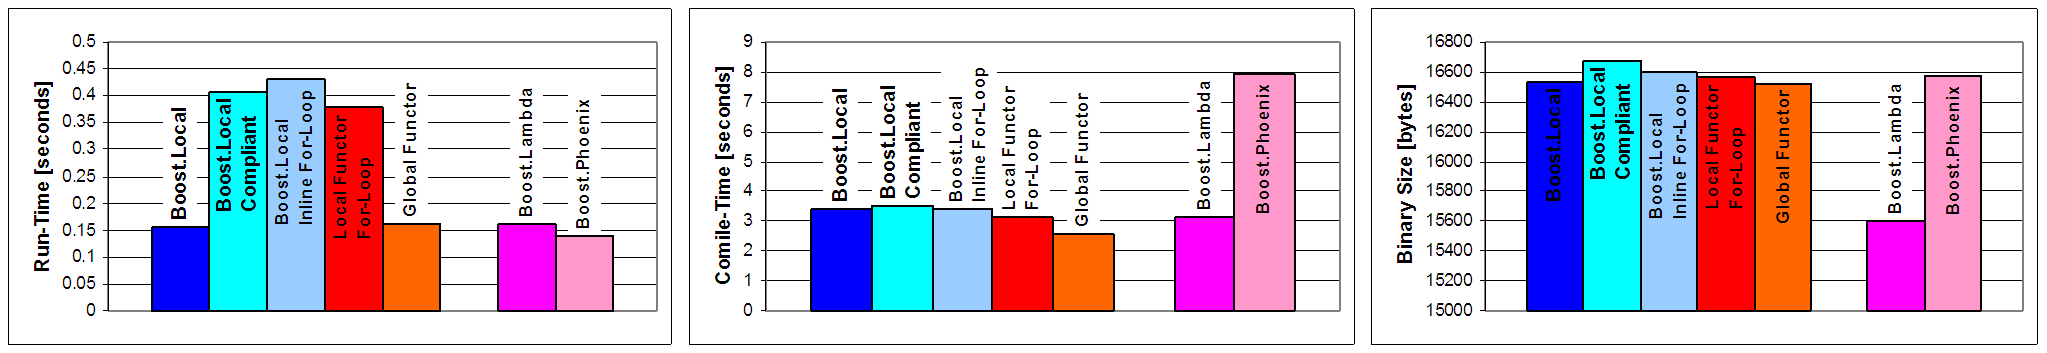 Run-Time [seconds]
0.5
0.45
0.4
0.35
0.3
0.25
0.2
0.15
0.1
0.05
0
Boost.Local
Boost.Local
Compliant
Boost.Local
Inline For-Loop
Local Functor
For-Loop
Global Functor
Boost.Lambda
Boost.Phoenix
Comile-Time [seconds]
9
8
7
6
5
4
3
2
1
0
Boost.Local
Boost.Local
Compliant
Boost.Local
Inline For-Loop
Local Functor
For-Loop
Global Functor
Boost.Lambda
Boost.Phoenix
Binary Size [bytes]
16800
16600
16400
16200
16000
15800
15600
15400
15200
15000
Boost.Local
Boost.Local
Compliant
Boost.Local
Inline For-Loop
Local Functor
For-Loop
Global Functor
Boost.Lambda
Boost.Phoenix